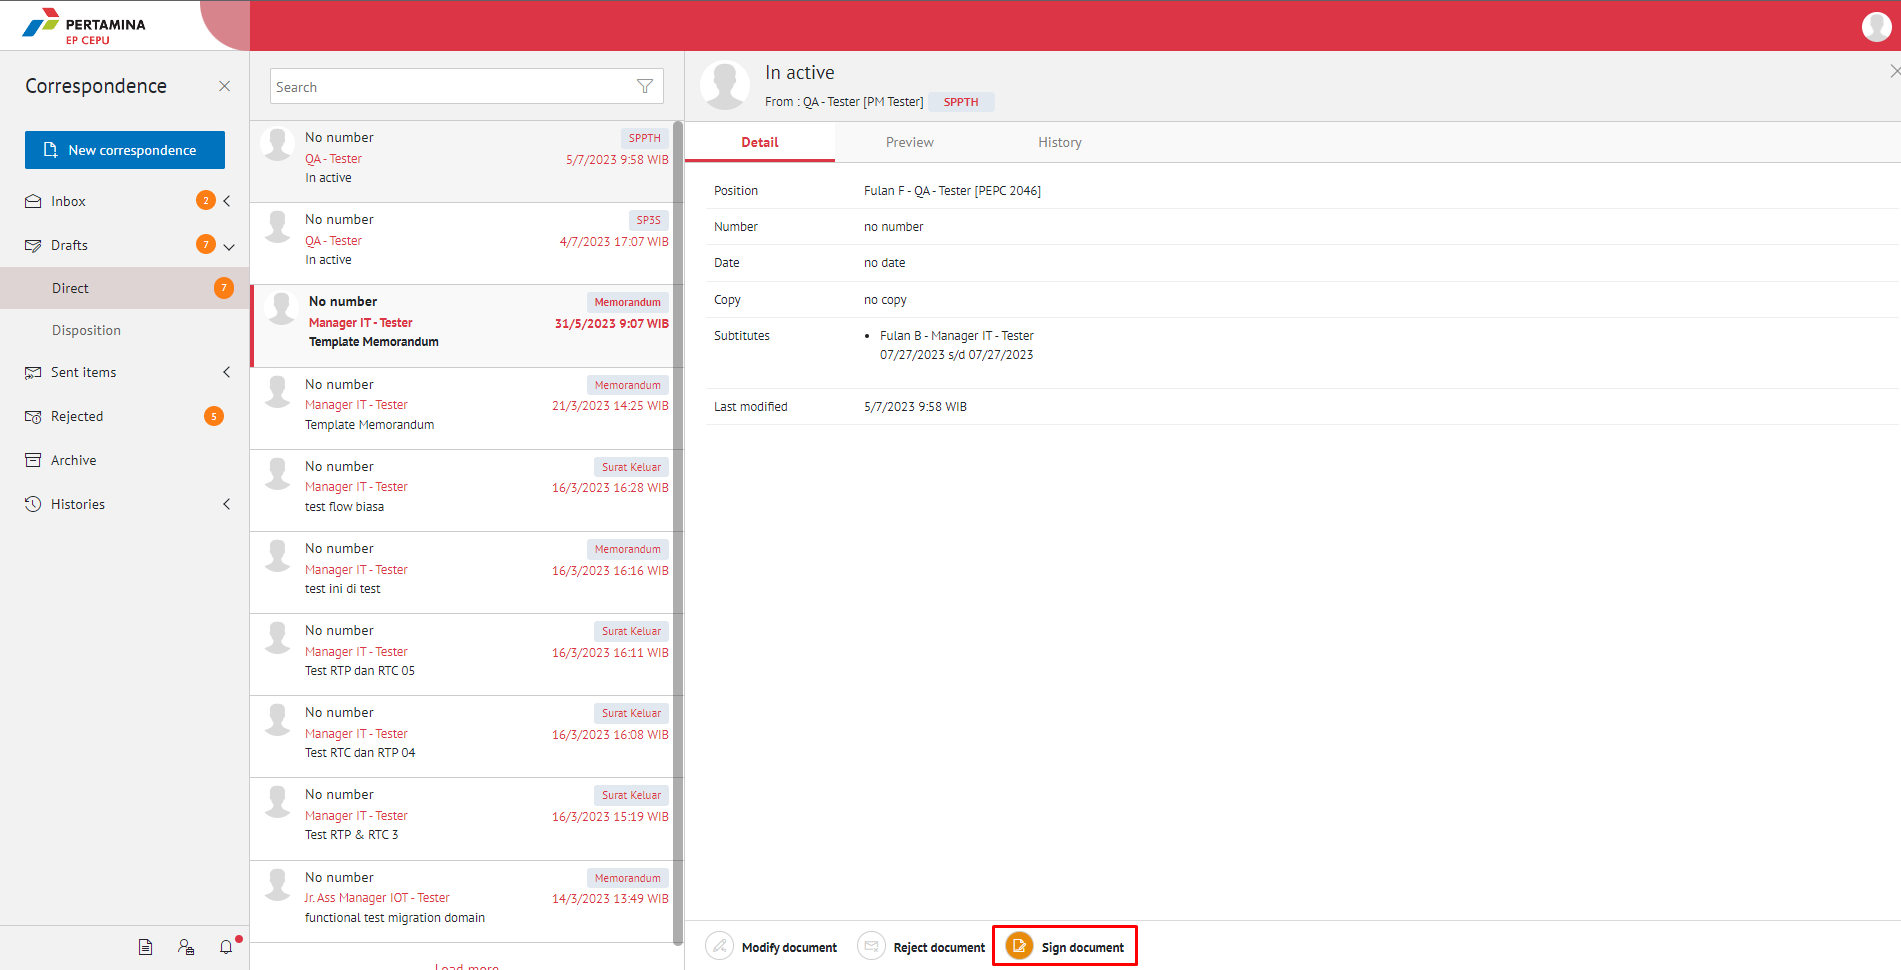 PERTAMINA
EP CEPU
Correspondence
New correspondence
Inbox 2
Drafts 7
Direct 7
Disposition
Sent items
Rejected 5
Archive
Histories
Search
No number SPPTH
QA - Tester 5/7/2023 9:58 WIB
In active
No number SP3S
QA - Tester 4/7/2023 17:07 WIB
In active
No number Memorandum
Manager IT - Tester 31/5/2023 9:07 WIB
Template Memorandum
No number Memorandum
Manager IT - Tester 21/3/2023 14:25 WIB
Template Memorandum
No number Surat Keluar
Manager IT - Tester 16/3/2023 16:28 WIB
test flow biasa
No number Memorandum
Manager IT - Tester 16/3/2023 16:16 WIB
test ini di test
No number Surat Keluar
Manager IT - Tester 16/3/2023 16:11 WIB
Test RTP dan RTC 05
No number Surat Keluar
Manager IT - Tester 16/3/2023 16:08 WIB
Test RTC dan RTP 04
No number Surat Keluar
Manager IT - Tester 16/3/2023 15:19 WIB
Test RTP & RTC 3
No number Memorandum
Jr. Ass Manager IOT - Tester 14/3/2023 13:49 WIB
functional test migration domain
Load more
In active
From : QA - Tester [PM Tester] SPPTH
Detail Preview History
Position Fulan F - QA - Tester [PEPC 2046]
Number no number
Date no date
Copy no copy
Subtitutes • Fulan B - Manager IT - Tester
07/27/2023 s/d 07/27/2023
Last modified 5/7/2023 9:58 WIB
Modify document Reject document Sign document